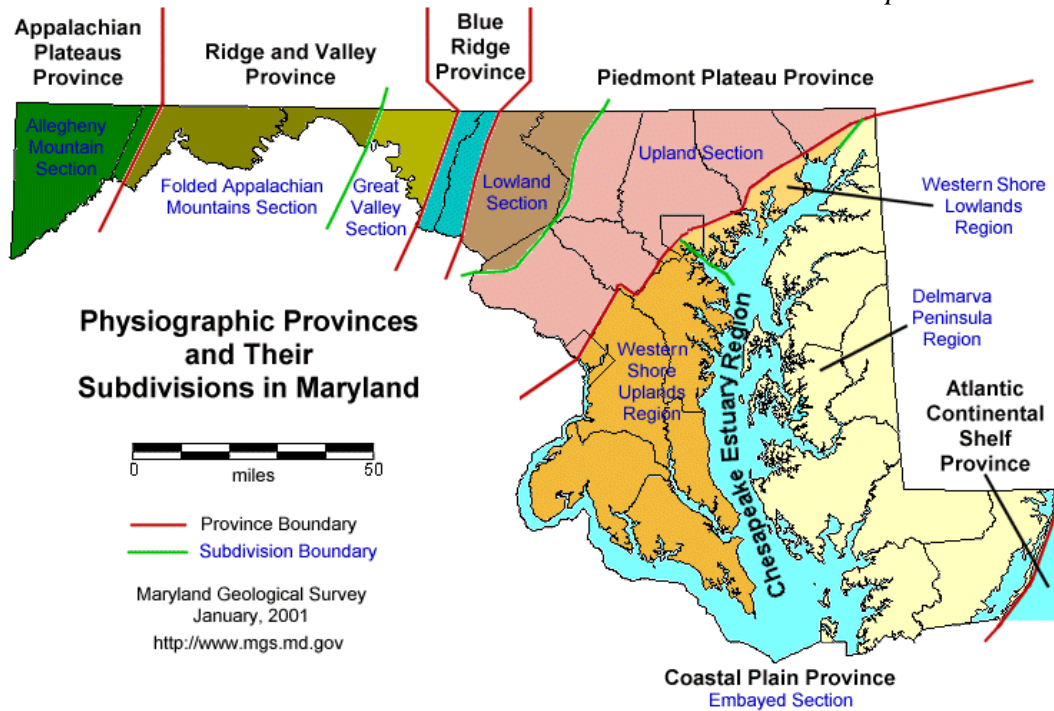 Appalachian
Plateaus
Province
Ridge and Valley
Province
Blue
Ridge
Province
Piedmont Plateau Province
Allegheny
Mountain
Section
Folded Appalachian
Mountains Section
Great
Valley
Section
Lowland
Section
Upland Section
Western Shore
Lowlands
Region
Delmarva
Peninsula
Region
Western
Shore
Uplands
Region
Chesapeake Estuary Region
Atlantic
Continental
Shelf
Province
Physiographic Provinces
and Their
Subdivisions in Maryland
0 50
miles
Province Boundary
Subdivision Boundary
Maryland Geological Survey
January, 2001
http://www.mgs.md.gov
Coastal Plain Province
Embayed Section